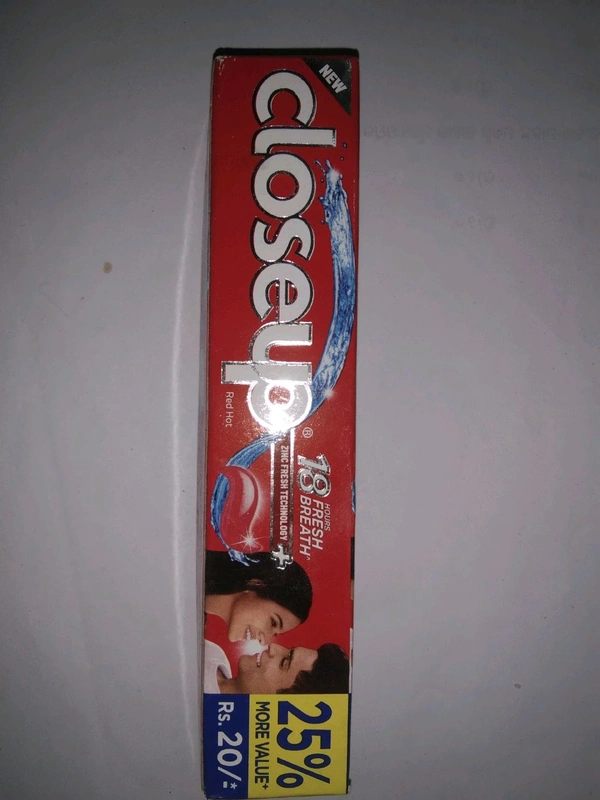 NEW
closeup®
Red Hot
18 HOURS
FRESH
BREATH^
ZINC FRESH TECHNOLOGY +
25%
MORE VALUE+
Rs. 20/-*